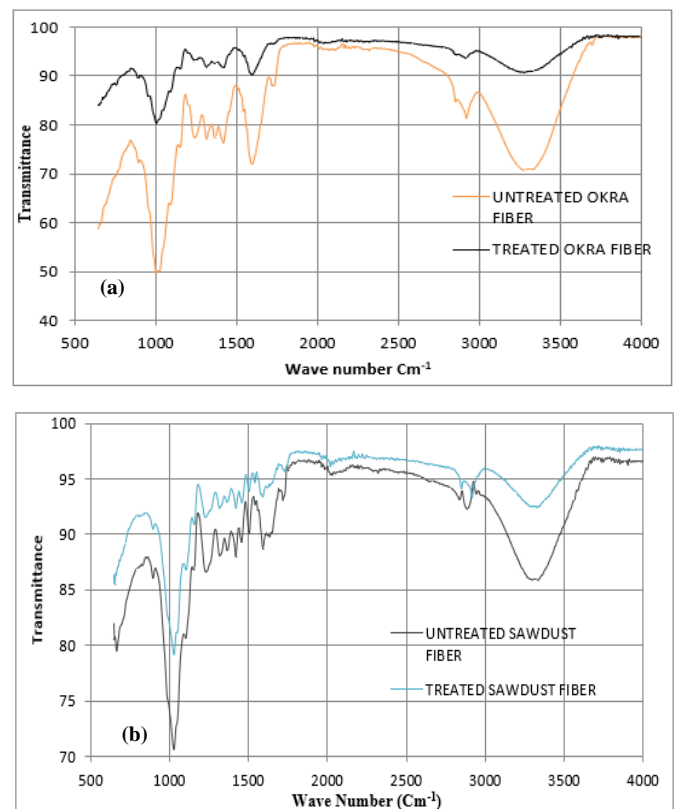 100
90
80
70
60
50
40
Transmittance
UNTREATED OKRA
FIBER
TREATED OKRA FIBER
(a)
500 1000 1500 2000 2500 3000 3500 4000
Wave number Cm-1
100
95
90
85
80
75
70
Transmittance
UNTREATED SAWDUST
FIBER
TREATED SAWDUST FIBER
(b)
500 1000 1500 2000 2500 3000 3500 4000
Wave Number (Cm-1)